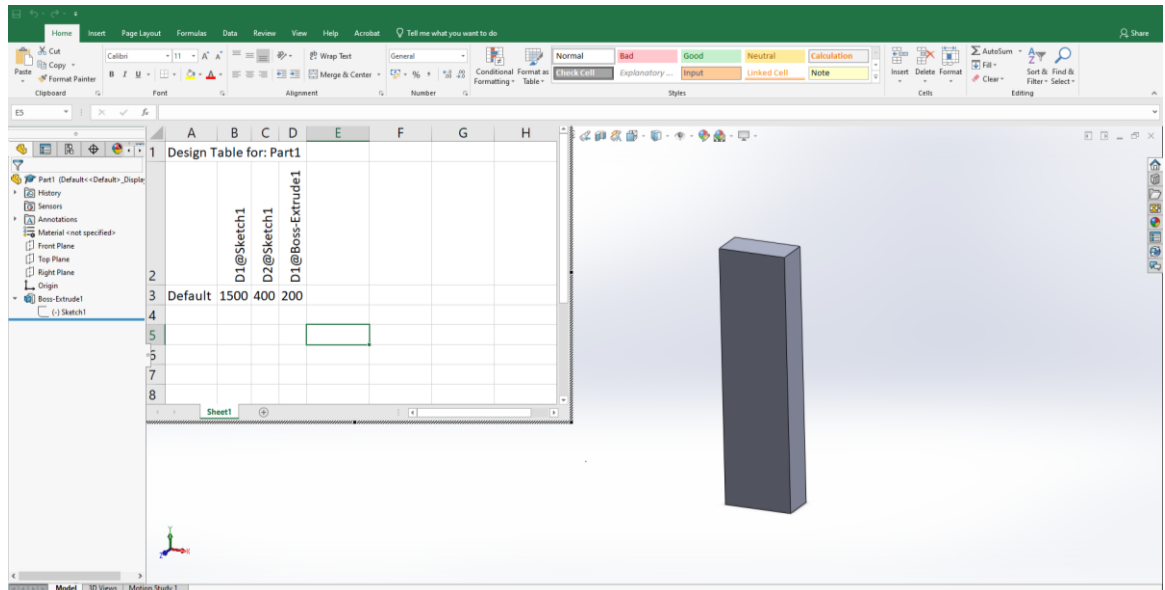 Home Insert Page Layout Formulas Data Review View Help Acrobat Tell me what you want to do Share
Paste
Cut
Copy
Format Painter
Clipboard
Calibri 11
B I U
Font
Wrap Text
Merge & Center
Alignment
General
Number
Conditional Formatting
Format as Table
Normal Bad Good Neutral Calculation
Check Cell Explanatory ... Input Linked Cell Note
Styles
Insert Delete Format
Cells
AutoSum
Fill
Clear
Sort & Filter
Find & Select
Editing
E5 fx
A B C D E F G H
1 Design Table for: Part1
2 D1@Sketch1 D2@Sketch1 D1@Boss-Extrude1
3 Default 1500 400 200
4
5
6
7
8
Sheet1
Part1 (Default<<Default>_Display
History
Sensors
Annotations
Material <not specified>
Front Plane
Top Plane
Right Plane
Origin
Boss-Extrude1
(-) Sketch1
Y
X
Z
Model 3D Views Motion Study 1